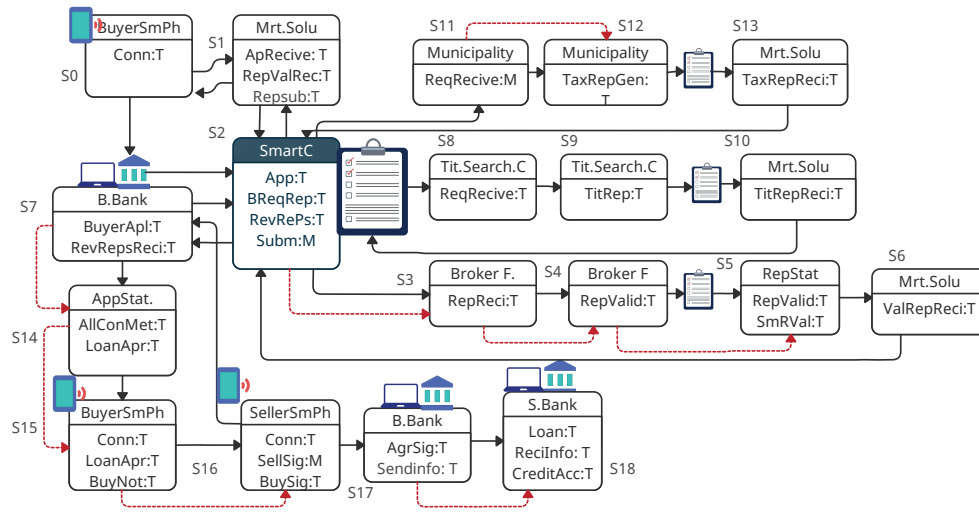 BuyerSmPh
Conn:T
S0
S1
Mrt.Solu
ApRecive: T
RepValRec:T
Repsub:T
S11
S12
S13
Municipality
ReqRecive:M
Municipality
TaxRepGen:
T
Mrt.Solu
TaxRepReci:T
S2
SmartC
App:T
BReqRep:T
RevRePs:T
Subm:M
S8
S9
S10
Tit.Search.C
ReqRecive:T
Tit.Search.C
TitRep:T
Mrt.Solu
TitRepReci:T
S7
B.Bank
BuyerApl:T
RevRepsReci:T
S3
S4
S5
S6
Broker F.
RepReci:T
Broker F
RepValid:T
RepStat
RepValid:T
SmRVal:T
Mrt.Solu
ValRepReci:T
S14
AppStat.
AllConMet:T
LoanApr:T
S15
BuyerSmPh
Conn:T
LoanApr:T
BuyNot:T
S16
SellerSmPh
Conn:T
SellSig:M
BuySig:T
S17
B.Bank
AgrSig:T
Sendinfo: T
S.Bank
Loan:T
ReciInfo: T
CreditAcc:T
S18